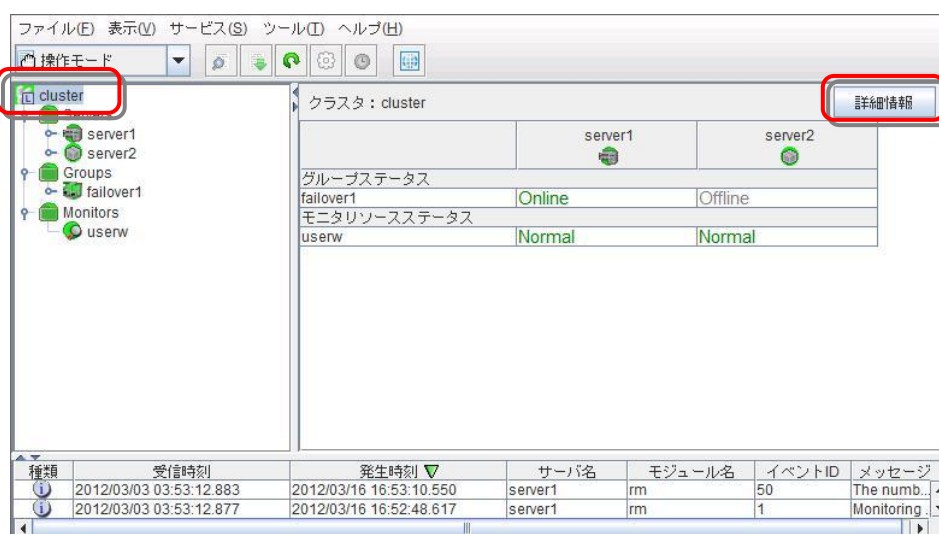 ファイル(F) 表示(V) サービス(S) ツール(T) ヘルプ(H)
操作モード
cluster
server1
server2
Groups
failover1
Monitors
userw
クラスタ : cluster
詳細情報
server1 server2
グループステータス
failover1 Online Offline
モニタリソースステータス
userw Normal Normal
種類 受信時刻 発生時刻 サーバ名 モジュール名 イベントID メッセージ
2012/03/03 03:53:12.883 2012/03/16 16:53:10.550 server1 rm 50 The numb...
2012/03/03 03:53:12.877 2012/03/16 16:52:48.617 server1 rm 1 Monitoring .